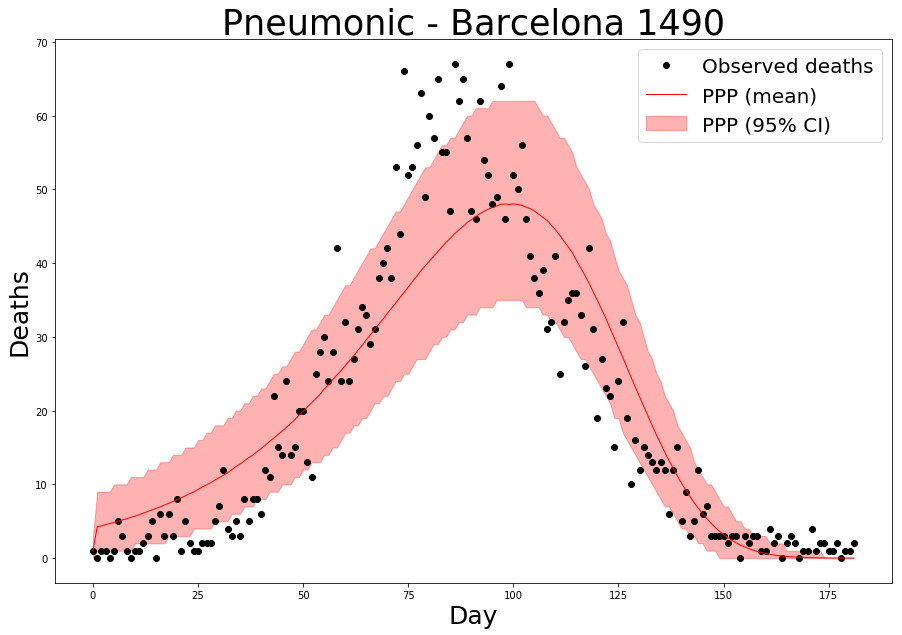 Pneumonic - Barcelona 1490
Observed deaths
PPP (mean)
PPP (95% CI)
Deaths
70
60
50
40
30
20
10
0
0 25 50 75 100 125 150 175
Day